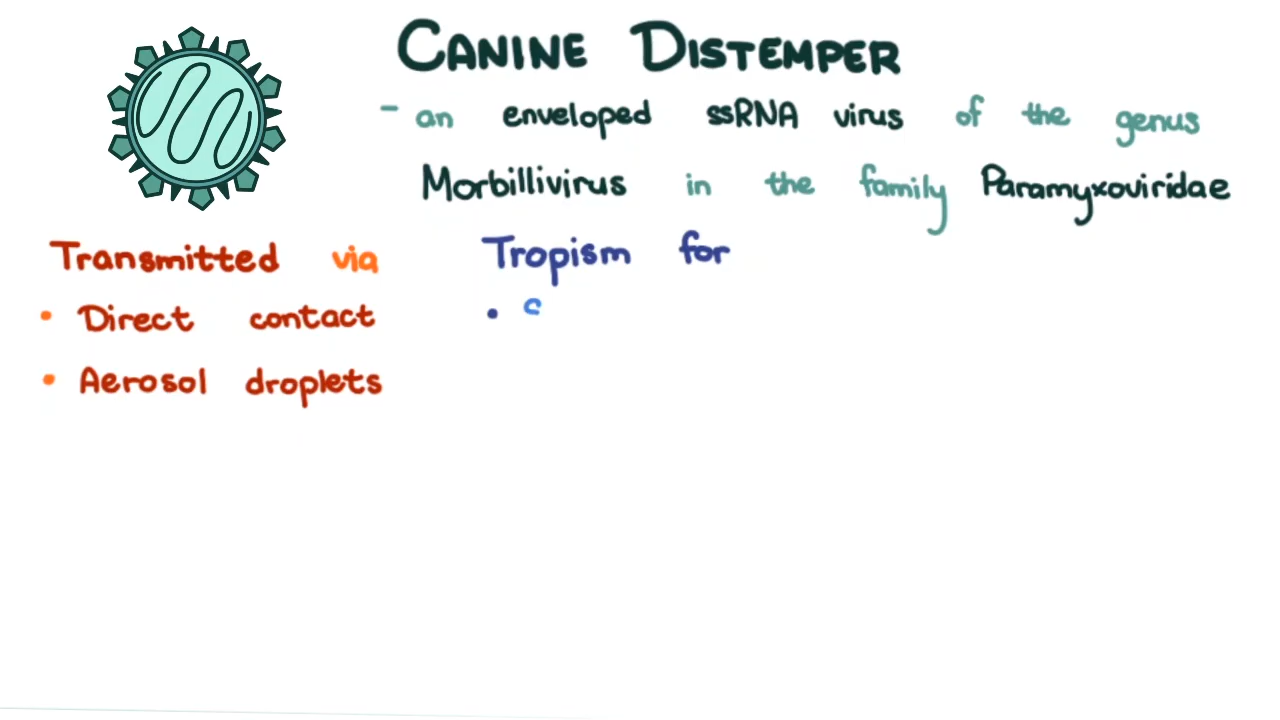 CANINE DISTEMPER
- an enveloped ssRNA virus of the genus
Morbillivirus in the family Paramyxoviridae
Transmitted via
• Direct contact
• Aerosol droplets
Tropism for
•